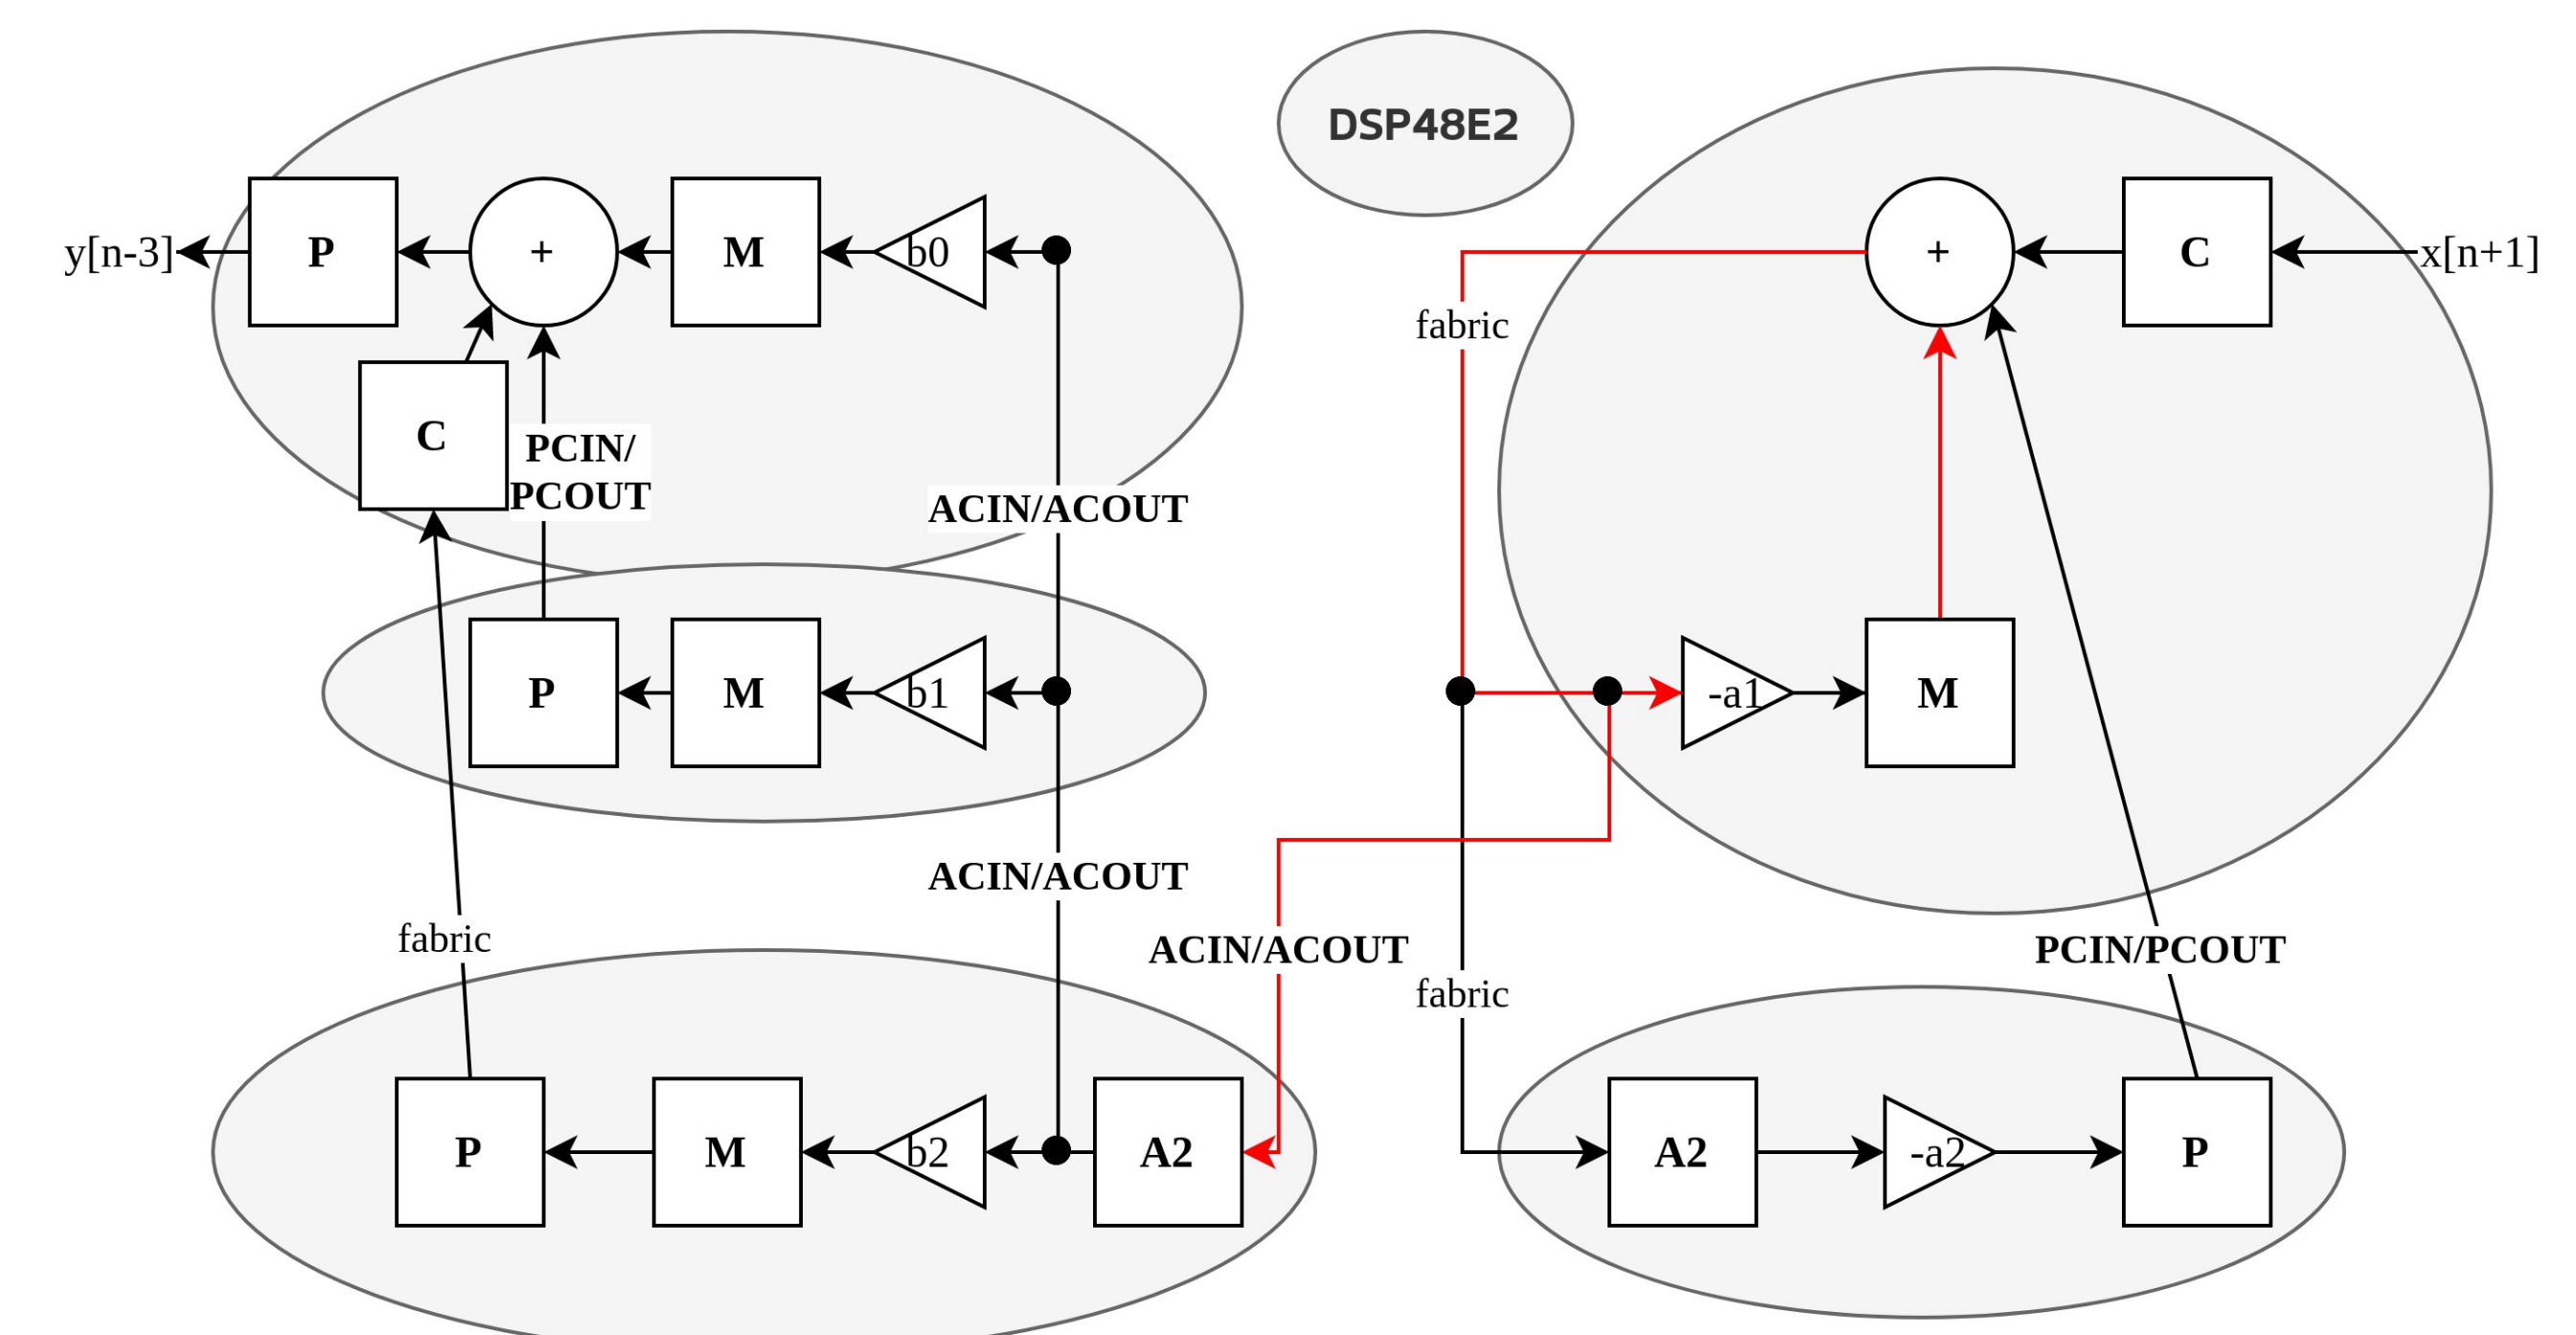 DSP48E2
y[n-3]
P
+
M
b0
+
C
x[n+1]
fabric
C
PCIN/
PCOUT
ACIN/ACOUT
P
M
b1
-a1
M
ACIN/ACOUT
fabric
ACIN/ACOUT
PCIN/PCOUT
fabric
P
M
b2
A2
A2
-a2
P